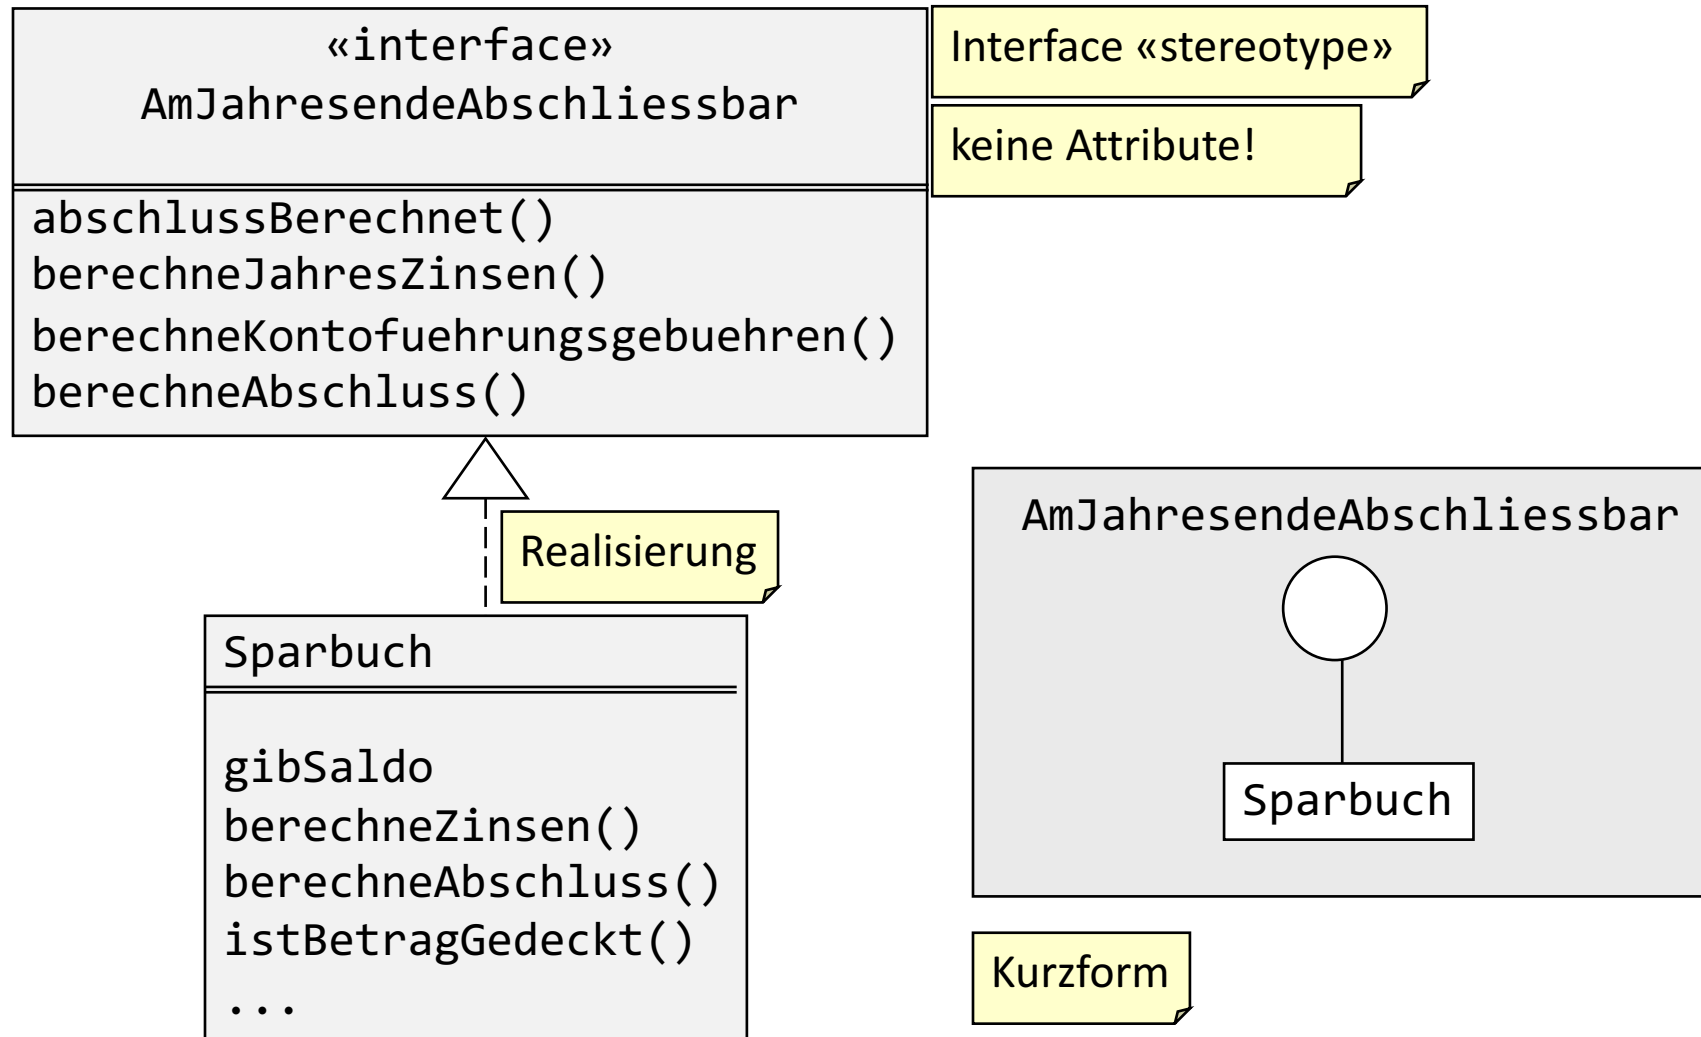 «interface»
AmJahresendeAbschliessbar
Interface «stereotype»
keine Attribute!
abschlussBerechnet()
berechneJahresZinsen()
berechneKontofuehrungsgebuehren()
berechneAbschluss()
Realisierung
Sparbuch
gibSaldo
berechneZinsen()
berechneAbschluss()
istBetragGedeckt()
...
AmJahresendeAbschliessbar
Sparbuch
Kurzform